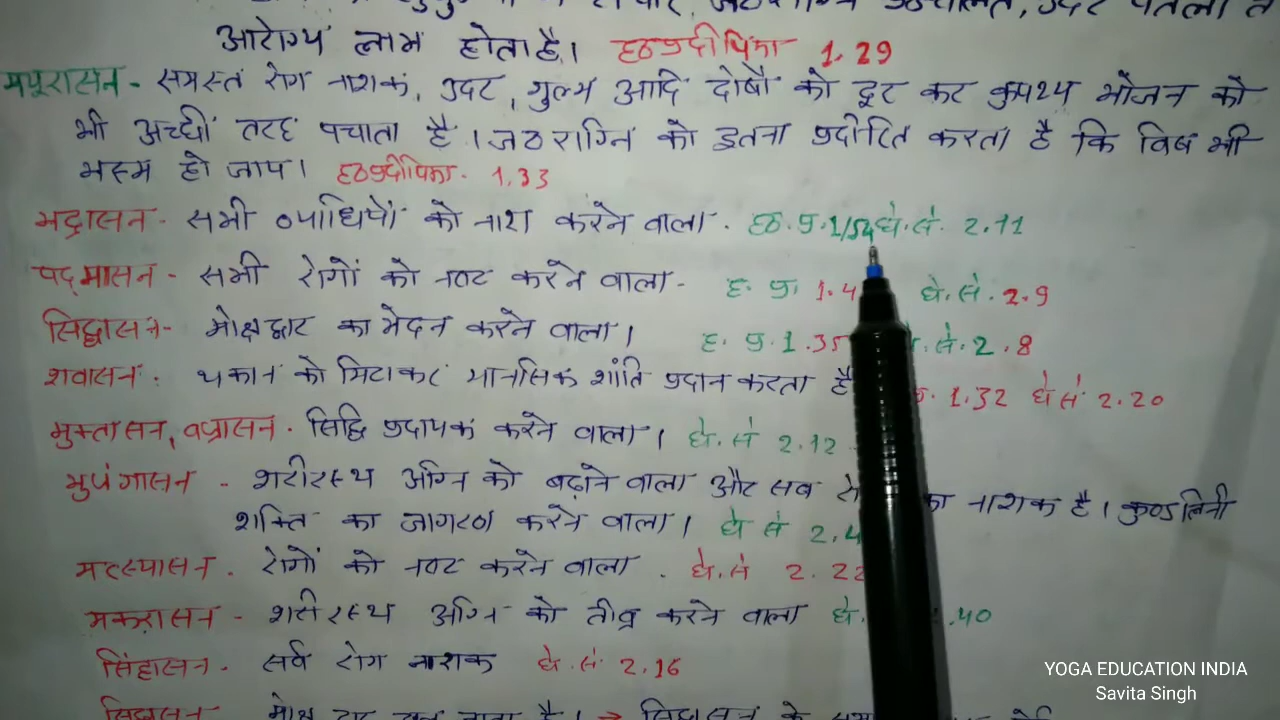 आरोग्य लाभ होता है। हठप्रदीपिका 1.29
मयूरासन - समस्त रोग नाशक, उदर, गुल्म आदि दोषों को दूर कर कुपथ्य भोजन को
भी अच्छी तरह पचाता है। जठराग्नि को इतना प्रदीप्त करता है कि विष भी
भस्म हो जाए। हठप्रदीपिका. 1.33
भद्रासन - सभी व्याधियों को नाश करने वाला. ह.प्र.1/54 घे.सं. 2.11
पद्मासन - सभी रोगों को नष्ट करने वाला- ह. प्र. 1.4 घे.सं. 2.9
सिद्धासन- मोक्षद्वार का भेदन करने वाला। ह. प्र.1.35 .सं.2.8
शवासन. थकान को मिटाकर मानसिक शांति प्रदान करता है 1.32 घे सं 2.20
मुक्तासन, वज्रासन. सिद्धि प्रदायक करने वाला। घे.सं 2.12
भुजंगासन - शरीरस्थ अग्नि को बढ़ाने वाला और सब का नाशक है। कुण्डलिनी
शक्ति का जागरण करने वाला। घे सं 2.4
मत्स्यासन. रोगों को नष्ट करने वाला. घे.सं 2.22
मकरासन - शरीरस्थ अग्नि को तीव्र करने वाला घे. .40
सिंहासन. सर्व रोग नाशक घे.सं 2.16
YOGA EDUCATION INDIA
Savita Singh